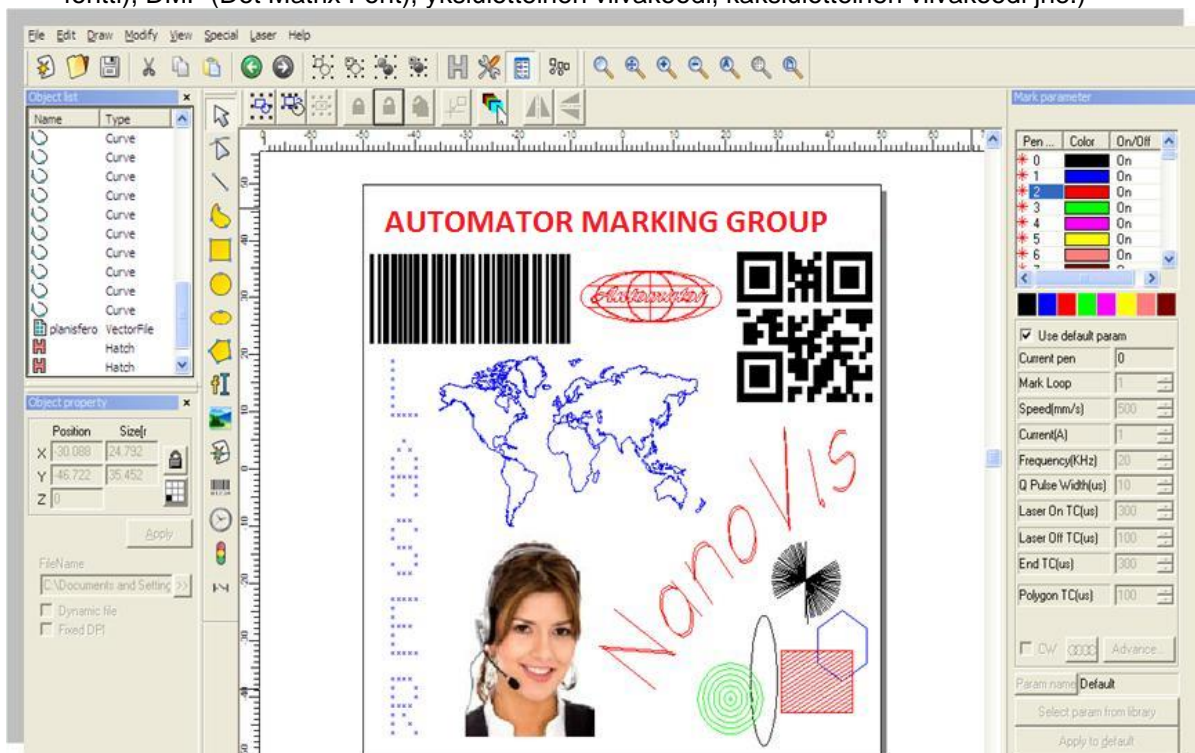 fontti), DMF (Dot Matrix Font), yksiulotteinen viivakoodi, kaksiulotteinen viivakoodi jne.)
File Edit Draw Modify View Special Laser Help
Object list
Name Type
Curve
Curve
Curve
Curve
Curve
Curve
Curve
Curve
Curve
Curve
planisfero VectorFile
Hatch
Hatch
Object property
Position Size[r
X -30.088 24.792
Y -46.722 35.452
Z 0
Apply
FileName
C:\Documents and Setting >>
Dynamic file
Fixed DPI
AUTOMATOR MARKING GROUP
Automator
LASER
NanoVIS
Mark parameter
Pen ... Color On/Off
0 On
1 On
2 On
3 On
4 On
5 On
6 On
Use default param
Current pen 0
Mark Loop 1
Speed(mm/s) 500
Current(A) 1
Frequency(KHz) 20
Q Pulse Width(us) 10
Laser On TC(us) 300
Laser Off TC(us) 100
End TC(us) 300
Polygon TC(us) 100
CW Advance...
Param name Default
Select param from library
Apply to default